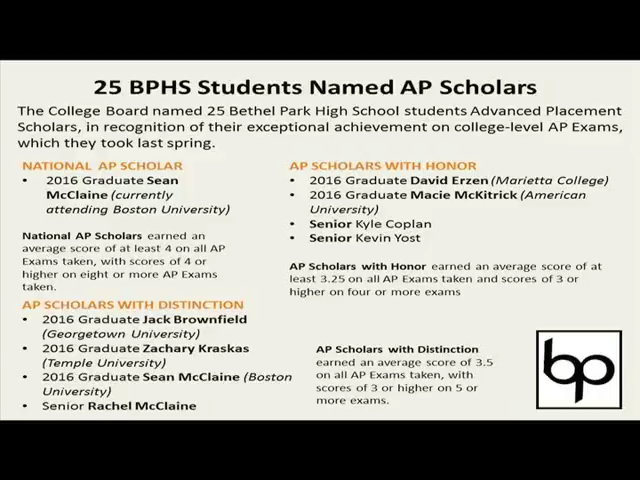 25 BPHS Students Named AP Scholars
The College Board named 25 Bethel Park High School students Advanced Placement
Scholars, in recognition of their exceptional achievement on college-level AP Exams,
which they took last spring.
NATIONAL AP SCHOLAR
• 2016 Graduate Sean
McClaine (currently
attending Boston University)
National AP Scholars earned an
average score of at least 4 on all AP
Exams taken, with scores of 4 or
higher on eight or more AP Exams
taken.
AP SCHOLARS WITH DISTINCTION
• 2016 Graduate Jack Brownfield
(Georgetown University)
• 2016 Graduate Zachary Kraskas
(Temple University)
• 2016 Graduate Sean McClaine (Boston
University)
• Senior Rachel McClaine
AP SCHOLARS WITH HONOR
• 2016 Graduate David Erzen (Marietta College)
• 2016 Graduate Macie McKitrick (American
University)
• Senior Kyle Coplan
• Senior Kevin Yost
AP Scholars with Honor earned an average score of at
least 3.25 on all AP Exams taken and scores of 3 or
higher on four or more exams
AP Scholars with Distinction
earned an average score of 3.5
on all AP Exams taken, with
scores of 3 or higher on 5 or
more exams.
bp